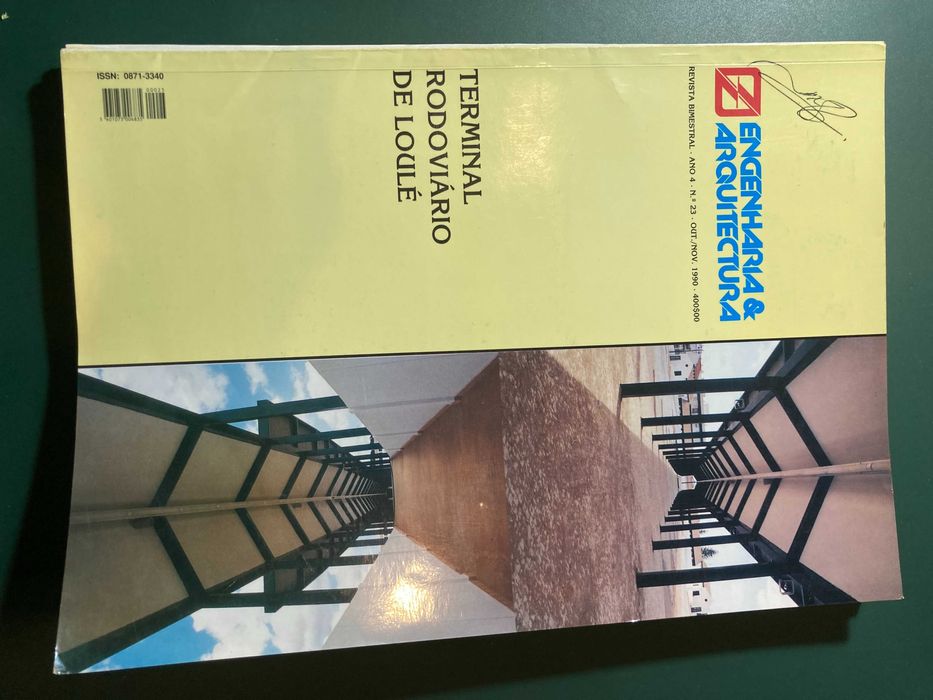 ENGENHARIA &
ARQUITECTURA
REVISTA BIMESTRAL · ANO 4 · N.º 23 · OUT./NOV. 1990 · 400$00
TERMINAL
RODOVIÁRIO
DE LOULÉ
ISSN: 0871-3340